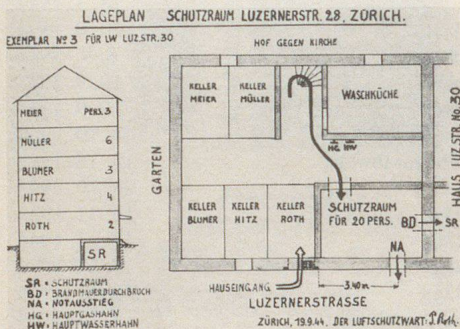 LAGEPLAN SCHUTZRAUM LUZERNERSTR. 28, ZÜRICH.
EXEMPLAR No 3 FÜR LW LUZ.STR. 30
HOF GEGEN KIRCHE
MEIER PERS. 3
MÜLLER 6
BLUMER 3
HITZ 4
ROTH 2
SR
SR = SCHUTZRAUM
BD = BRANDMAUERDURCHBRUCH
NA = NOTAUSSTIEG
HG = HAUPTGASHAHN
HW = HAUPTWASSERHAHN
GARTEN
KELLER MEIER
KELLER MÜLLER
WASCHKÜCHE
HG HW
KELLER BLUMER
KELLER HITZ
KELLER ROTH
SCHUTZRAUM
FÜR 20 PERS.
BD
SR
NA
HAUS LUZ.STR. No. 30
HAUSEINGANG
3.40 m
LUZERNERSTRASSE
ZÜRICH, 19.9.44. DER LUFTSCHUTZWART: P. Roth.